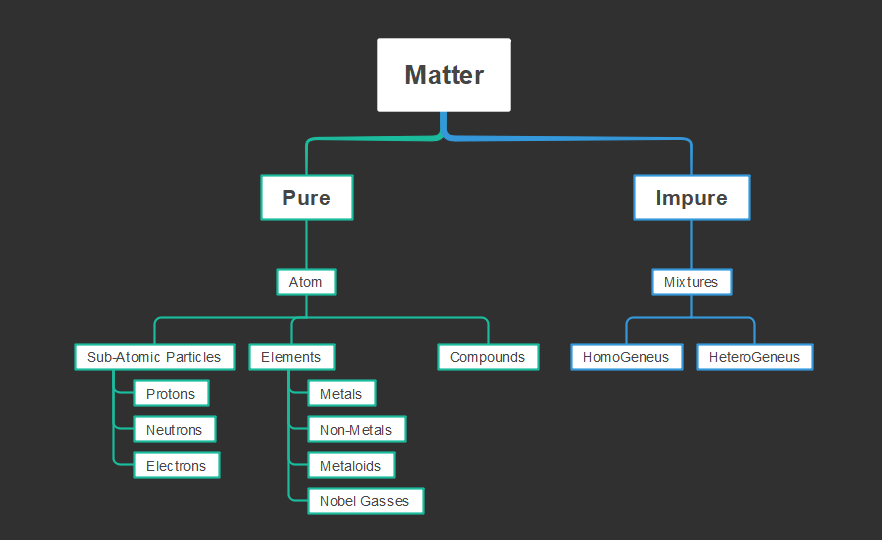 Matter
Pure
Impure
Atom
Mixtures
Sub-Atomic Particles
Elements
Compounds
HomoGeneus
HeteroGeneus
Protons
Metals
Neutrons
Non-Metals
Electrons
Metaloids
Nobel Gasses